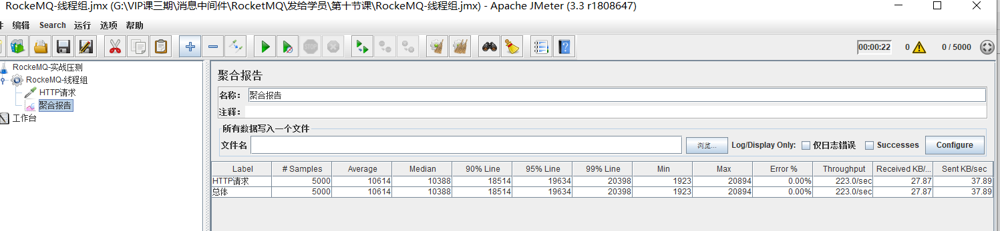 RockeMQ-线程组.jmx (G:\VIP课三期\消息中间件\RocketMQ\发给学员\第十节课\RockeMQ-线程组.jmx) - Apache JMeter (3.3 r1808647)
件 编辑 Search 运行 选项 帮助
00:00:22 0 0 / 5000
RockeMQ-实战压测
RockeMQ-线程组
HTTP请求
聚合报告
工作台
聚合报告
名称： 聚合报告
注释：
所有数据写入一个文件
文件名 浏览... Log/Display Only: 仅日志错误 Successes Configure
Label # Samples Average Median 90% Line 95% Line 99% Line Min Max Error % Throughput Received KB/... Sent KB/sec
HTTP请求 5000 10614 10388 18514 19634 20398 1923 20894 0.00% 223.0/sec 27.87 37.89
总体 5000 10614 10388 18514 19634 20398 1923 20894 0.00% 223.0/sec 27.87 37.89